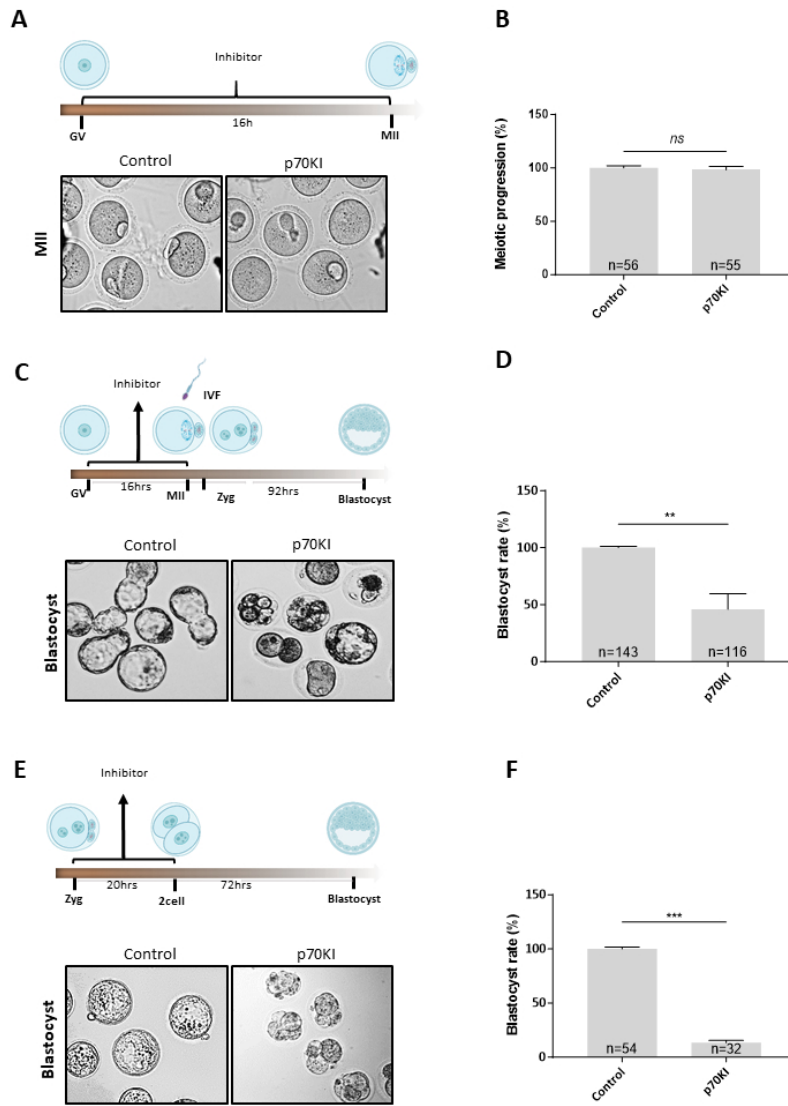 A
Inhibitor
16h
GV
MII
Control
p70KI
MII
B
Meiotic progression (%)
150
100
50
0
ns
n=56
n=55
Control
p70KI
C
Inhibitor
IVF
GV
16hrs
MII
Zyg
92hrs
Blastocyst
Control
p70KI
Blastocyst
D
Blastocyst rate (%)
150
100
50
0
**
n=143
n=116
Control
p70KI
E
Inhibitor
Zyg
20hrs
2cell
72hrs
Blastocyst
Control
p70KI
Blastocyst
F
Blastocyst rate (%)
150
100
50
0
***
n=54
n=32
Control
p70KI